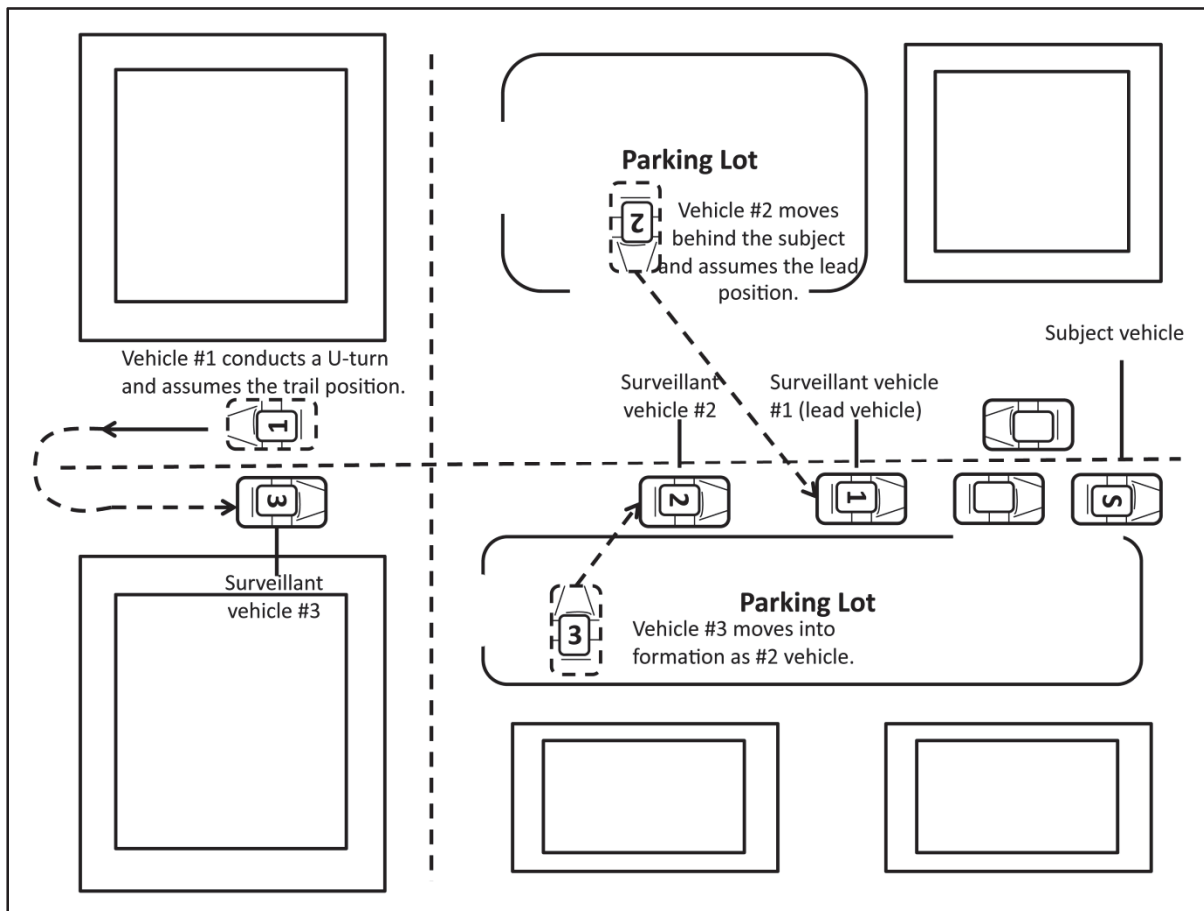 Parking Lot
2
Vehicle #2 moves
behind the subject
and assumes the lead
position.
Subject vehicle
Vehicle #1 conducts a U-turn
and assumes the trail position.
Surveillant
vehicle #2
Surveillant vehicle
#1 (lead vehicle)
1
3
2
1
S
Surveillant
vehicle #3
Parking Lot
3
Vehicle #3 moves into
formation as #2 vehicle.